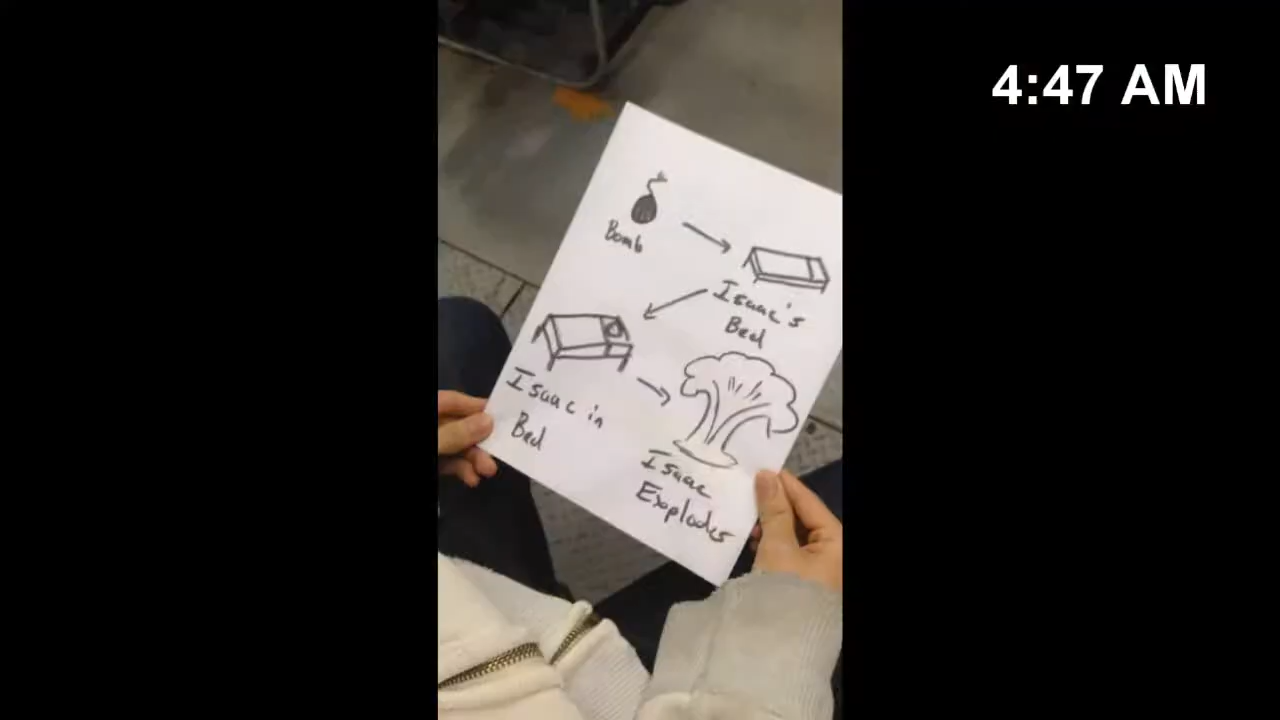 4:47 AM
Bomb
Isaac's
Bed
Isaac in
Bed
Isaac
Explodes